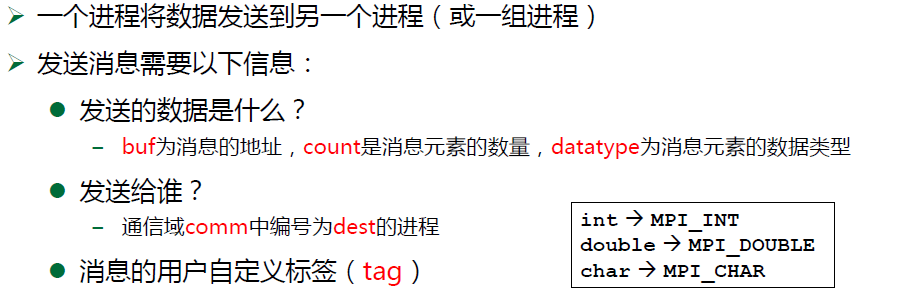 一个进程将数据发送到另一个进程（或一组进程）
发送消息需要以下信息：
发送的数据是什么？
– buf为消息的地址，count是消息元素的数量，datatype为消息元素的数据类型
发送给谁？
– 通信域comm中编号为dest的进程
消息的用户自定义标签（tag）
int → MPI_INT
double → MPI_DOUBLE
char → MPI_CHAR